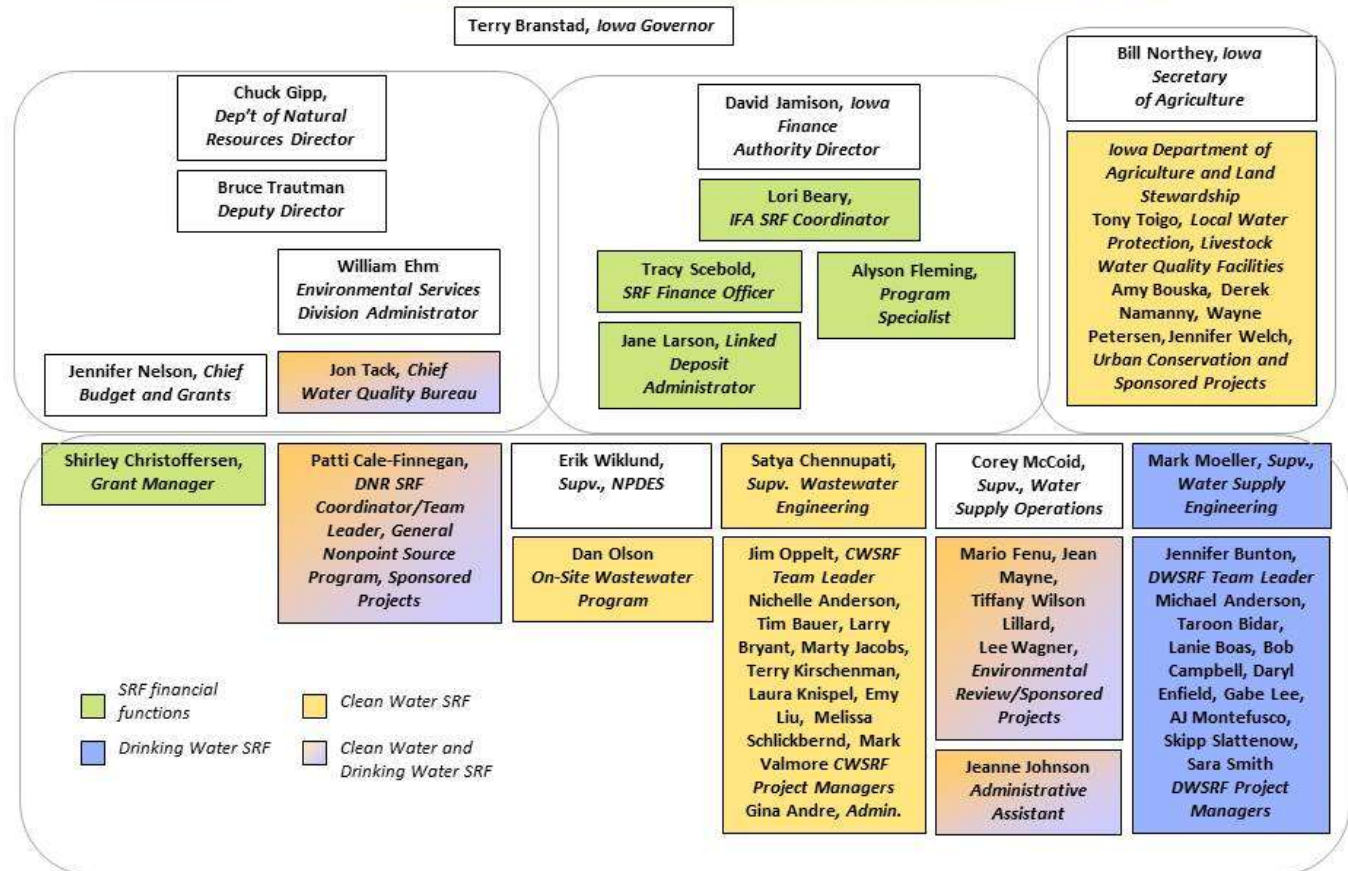 Terry Branstad, Iowa Governor
Chuck Gipp,
Dep't of Natural
Resources Director
Bruce Trautman
Deputy Director
William Ehm
Environmental Services
Division Administrator
Jennifer Nelson, Chief
Budget and Grants
Jon Tack, Chief
Water Quality Bureau
David Jamison, Iowa
Finance
Authority Director
Lori Beary,
IFA SRF Coordinator
Tracy Scebold,
SRF Finance Officer
Alyson Fleming,
Program
Specialist
Jane Larson, Linked
Deposit
Administrator
Bill Northey, Iowa
Secretary
of Agriculture
Iowa Department of
Agriculture and Land
Stewardship
Tony Toigo, Local Water
Protection, Livestock
Water Quality Facilities
Amy Bouska, Derek
Namanny, Wayne
Petersen, Jennifer Welch,
Urban Conservation and
Sponsored Projects
Shirley Christoffersen,
Grant Manager
Patti Cale-Finnegan,
DNR SRF
Coordinator/Team
Leader, General
Nonpoint Source
Program, Sponsored
Projects
Erik Wiklund,
Supv., NPDES
Dan Olson
On-Site Wastewater
Program
Satya Chennupati,
Supv. Wastewater
Engineering
Jim Oppelt, CWSRF
Team Leader
Nichelle Anderson,
Tim Bauer, Larry
Bryant, Marty Jacobs,
Terry Kirschenman,
Laura Knispel, Emy
Liu, Melissa
Schlickbernd, Mark
Valmore CWSRF
Project Managers
Gina Andre, Admin.
Corey McCoid,
Supv., Water
Supply Operations
Mario Fenu, Jean
Mayne,
Tiffany Wilson
Lillard,
Lee Wagner,
Environmental
Review/Sponsored
Projects
Jeanne Johnson
Administrative
Assistant
Mark Moeller, Supv.,
Water Supply
Engineering
Jennifer Bunton,
DWSRF Team Leader
Michael Anderson,
Taroon Bidar,
Lanie Boas, Bob
Campbell, Daryl
Enfield, Gabe Lee,
AJ Montefusco,
Skipp Slattenow,
Sara Smith
DWSRF Project
Managers
SRF financial
functions
Clean Water SRF
Drinking Water SRF
Clean Water and
Drinking Water SRF